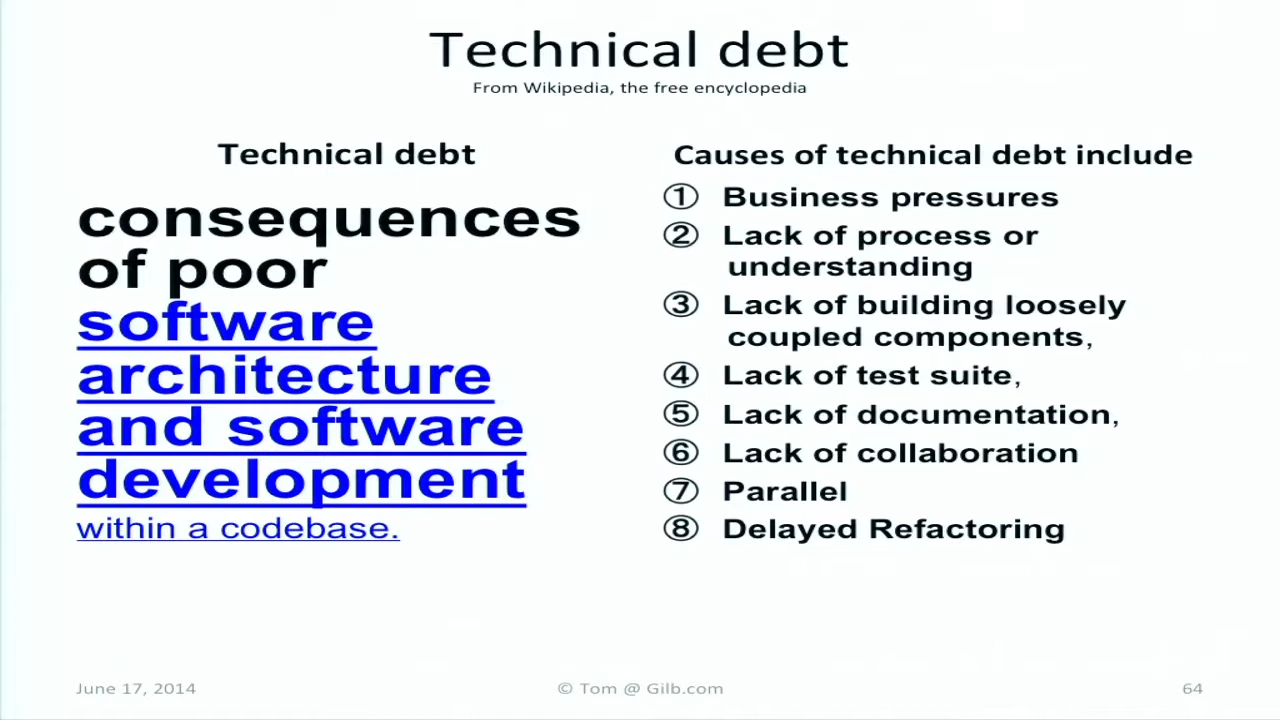 Technical debt
From Wikipedia, the free encyclopedia
Technical debt
consequences
of poor
software
architecture
and software
development
within a codebase.
Causes of technical debt include
① Business pressures
② Lack of process or
understanding
③ Lack of building loosely
coupled components,
④ Lack of test suite,
⑤ Lack of documentation,
⑥ Lack of collaboration
⑦ Parallel
⑧ Delayed Refactoring
June 17, 2014
© Tom @ Gilb.com
64